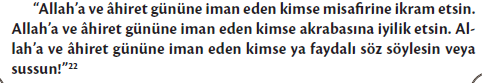 “Allah’a ve âhiret gününe iman eden kimse misafirine ikram etsin.
Allah’a ve âhiret gününe iman eden kimse akrabasına iyilik etsin. Al-
lah’a ve âhiret gününe iman eden kimse ya faydalı söz söylesin veya
sussun!”²²